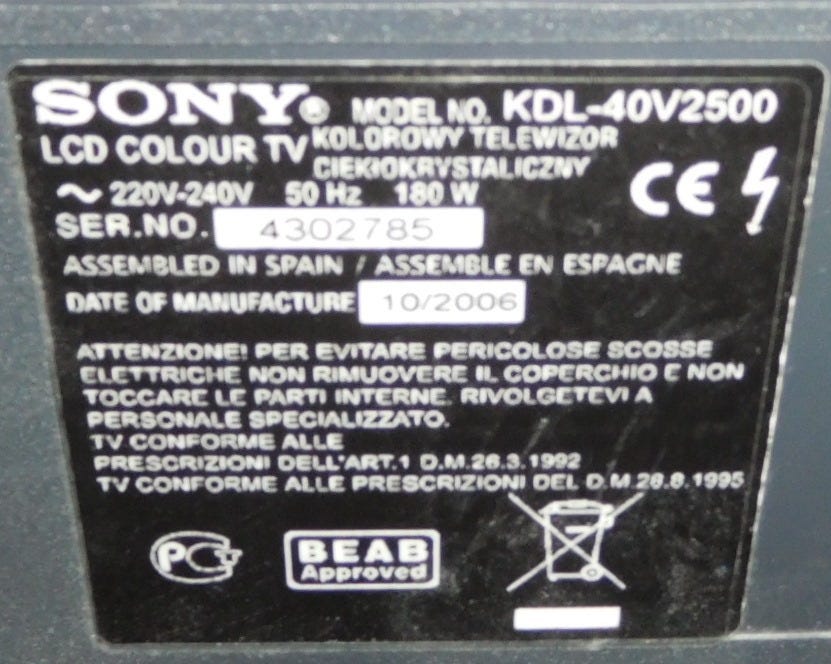 SONY® MODEL NO. KDL-40V2500
LCD COLOUR TV KOLOROWY TELEWIZOR
CIEKŁOKRYSTALICZNY
~ 220V-240V 50 Hz 180 W
CE
SER.NO. 4302785
ASSEMBLED IN SPAIN / ASSEMBLE EN ESPAGNE
DATE OF MANUFACTURE 10/2006
ATTENZIONE! PER EVITARE PERICOLOSE SCOSSE
ELETTRICHE NON RIMUOVERE IL COPERCHIO E NON
TOCCARE LE PARTI INTERNE. RIVOLGETEVI A
PERSONALE SPECIALIZZATO.
TV CONFORME ALLE
PRESCRIZIONI DELL'ART.1 D.M.26.3.1992
TV CONFORME ALLE PRESCRIZIONI DEL D.M.28.8.1995
PCT
BEAB
Approved